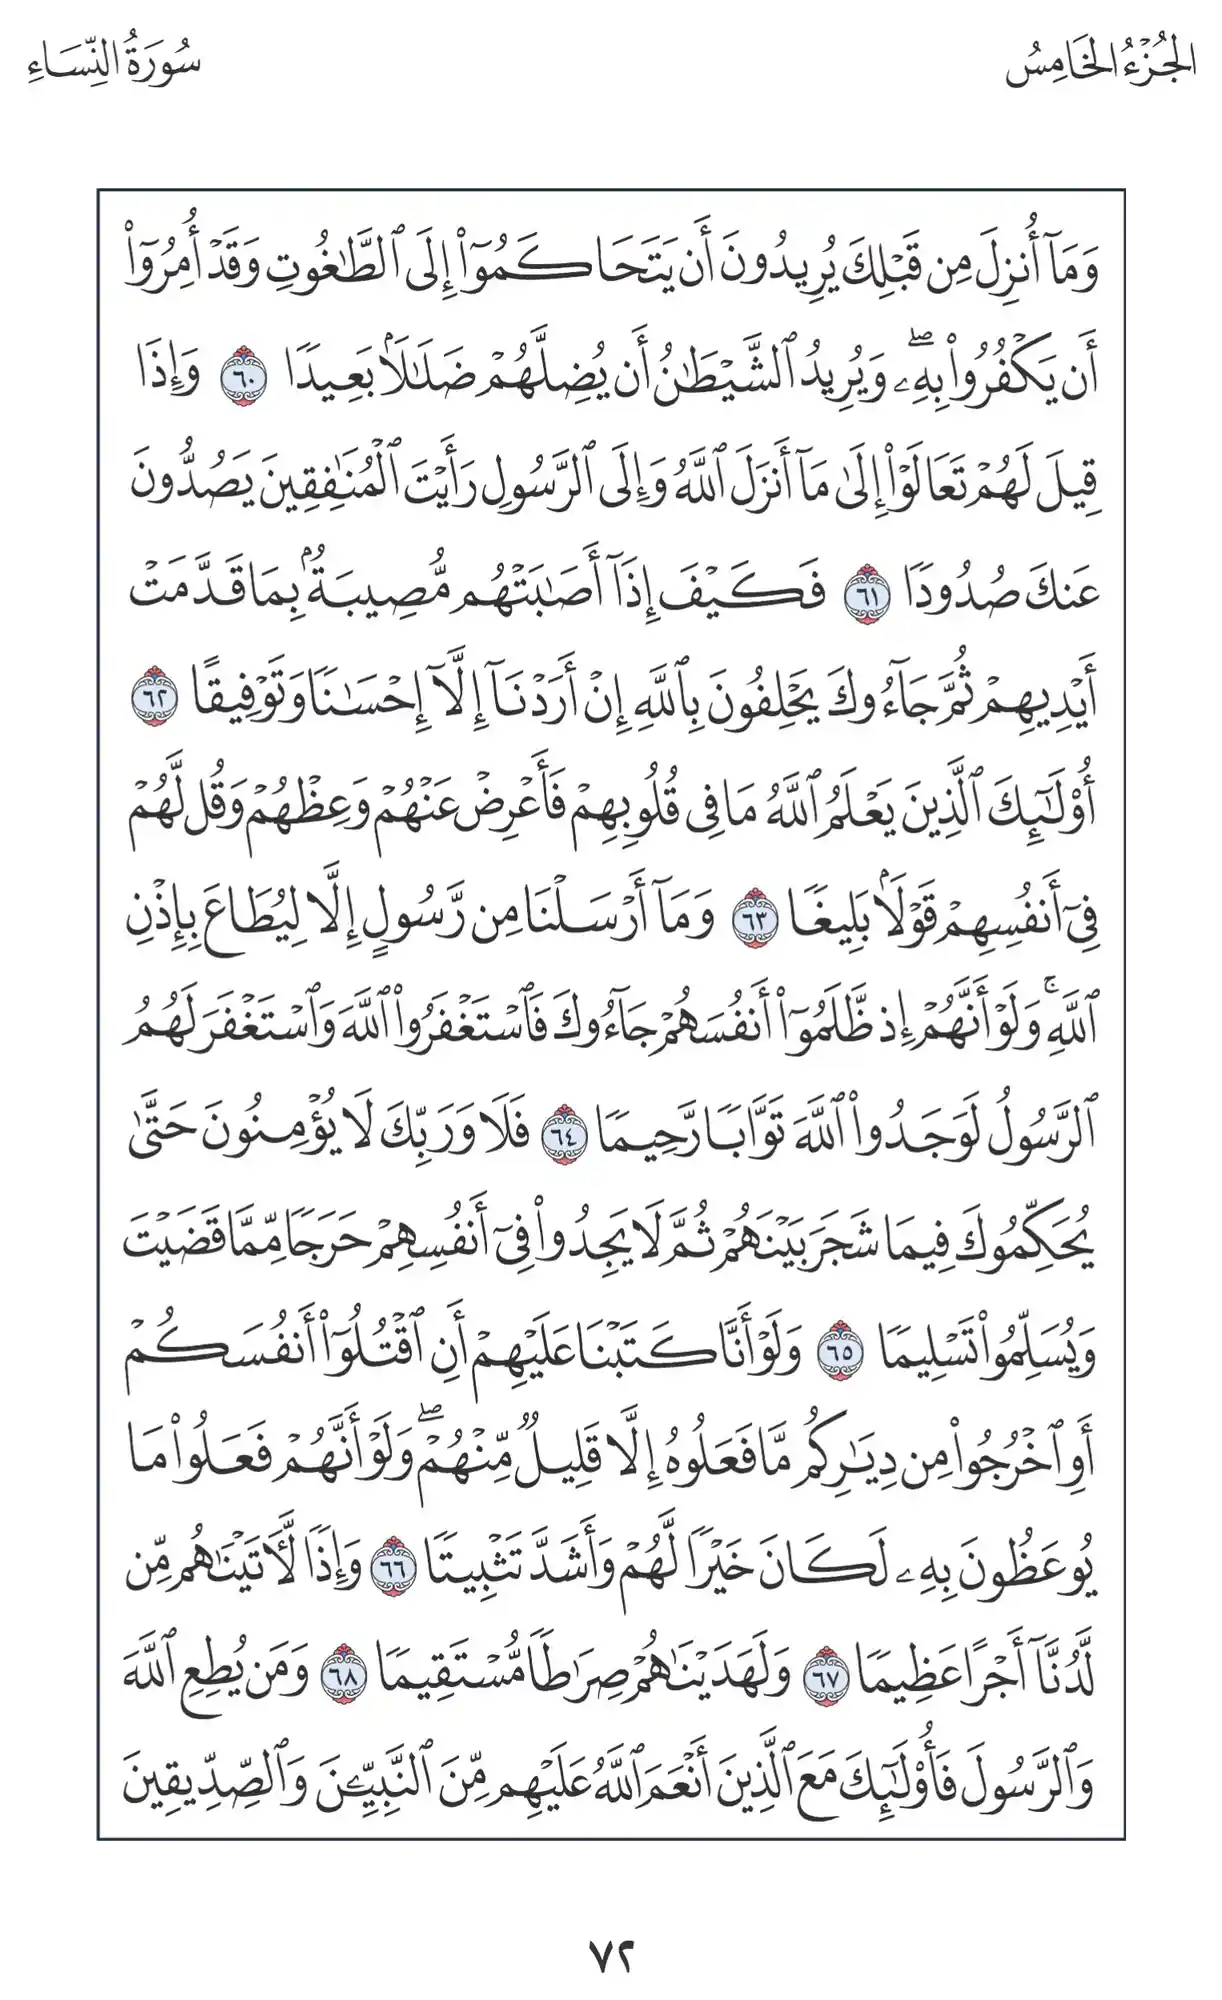 الجُزْءُ الخَامِسُ
سُورَةُ النِّسَاءِ
وَمَآ أُنزِلَ مِن قَبۡلِكَ يُرِيدُونَ أَن يَتَحَاكَمُوٓاْ إِلَى ٱلطَّٰغُوتِ وَقَدۡ أُمِرُوٓاْ
أَن يَكۡفُرُواْ بِهِۦۖ وَيُرِيدُ ٱلشَّيۡطَٰنُ أَن يُضِلَّهُمۡ ضَلَٰلَۢا بَعِيدٗا ٦٠ وَإِذَا
قِيلَ لَهُمۡ تَعَالَوۡاْ إِلَىٰ مَآ أَنزَلَ ٱللَّهُ وَإِلَى ٱلرَّسُولِ رَأَيۡتَ ٱلۡمُنَٰفِقِينَ يَصُدُّونَ
عَنكَ صُدُودٗا ٦١ فَكَيۡفَ إِذَآ أَصَٰبَتۡهُم مُّصِيبَةُۢ بِمَا قَدَّمَتۡ
أَيۡدِيهِمۡ ثُمَّ جَآءُوكَ يَحۡلِفُونَ بِٱللَّهِ إِنۡ أَرَدۡنَآ إِلَّآ إِحۡسَٰنٗا وَتَوۡفِيقًا ٦٢
أُوْلَٰٓئِكَ ٱلَّذِينَ يَعۡلَمُ ٱللَّهُ مَا فِي قُلُوبِهِمۡ فَأَعۡرِضۡ عَنۡهُمۡ وَعِظۡهُمۡ وَقُل لَّهُمۡ
فِيٓ أَنفُسِهِمۡ قَوۡلَۢا بَلِيغٗا ٦٣ وَمَآ أَرۡسَلۡنَا مِن رَّسُولٍ إِلَّا لِيُطَاعَ بِإِذۡنِ
ٱللَّهِۚ وَلَوۡ أَنَّهُمۡ إِذ ظَّلَمُوٓاْ أَنفُسَهُمۡ جَآءُوكَ فَٱسۡتَغۡفَرُواْ ٱللَّهَ وَٱسۡتَغۡفَرَ لَهُمُ
ٱلرَّسُولُ لَوَجَدُواْ ٱللَّهَ تَوَّابٗا رَّحِيمٗا ٦٤ فَلَا وَرَبِّكَ لَا يُؤۡمِنُونَ حَتَّىٰ
يُحَكِّمُوكَ فِيمَا شَجَرَ بَيۡنَهُمۡ ثُمَّ لَا يَجِدُواْ فِيٓ أَنفُسِهِمۡ حَرَجٗا مِّمَّا قَضَيۡتَ
وَيُسَلِّمُواْ تَسۡلِيمٗا ٦٥ وَلَوۡ أَنَّا كَتَبۡنَا عَلَيۡهِمۡ أَنِ ٱقۡتُلُوٓاْ أَنفُسَكُمۡ
أَوِ ٱخۡرُجُواْ مِن دِيَٰرِكُم مَّا فَعَلُوهُ إِلَّا قَلِيلٞ مِّنۡهُمۡۖ وَلَوۡ أَنَّهُمۡ فَعَلُواْ مَا
يُوعَظُونَ بِهِۦ لَكَانَ خَيۡرٗا لَّهُمۡ وَأَشَدَّ تَثۡبِيتٗا ٦٦ وَإِذٗا لَّأٓتَيۡنَٰهُم مِّن
لَّدُنَّآ أَجۡرًا عَظِيمٗا ٦٧ وَلَهَدَيۡنَٰهُمۡ صِرَٰطٗا مُّسۡتَقِيمٗا ٦٨ وَمَن يُطِعِ ٱللَّهَ
وَٱلرَّسُولَ فَأُوْلَٰٓئِكَ مَعَ ٱلَّذِينَ أَنۡعَمَ ٱللَّهُ عَلَيۡهِم مِّنَ ٱلنَّبِيِّـۧنَ وَٱلصِّدِّيقِينَ
٧٢